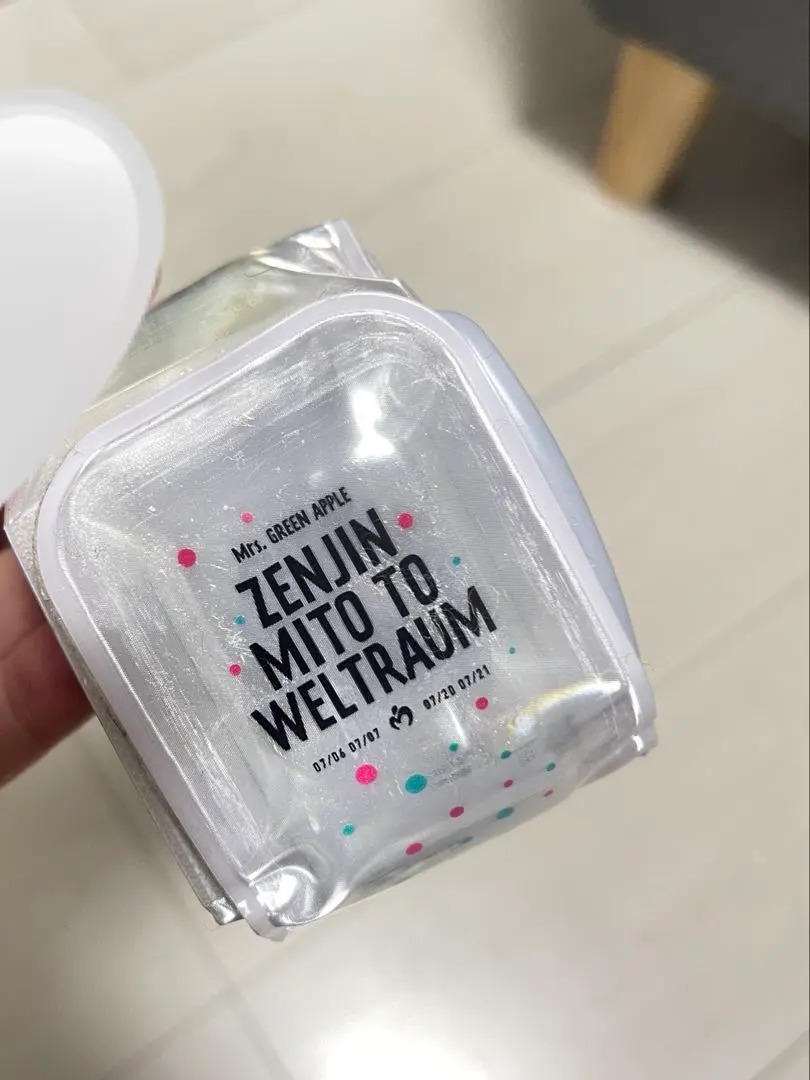 Mrs. GREEN APPLE
ZENJIN
MITO TO
WELTRAUM
07/06 07/07 07/20 07/21